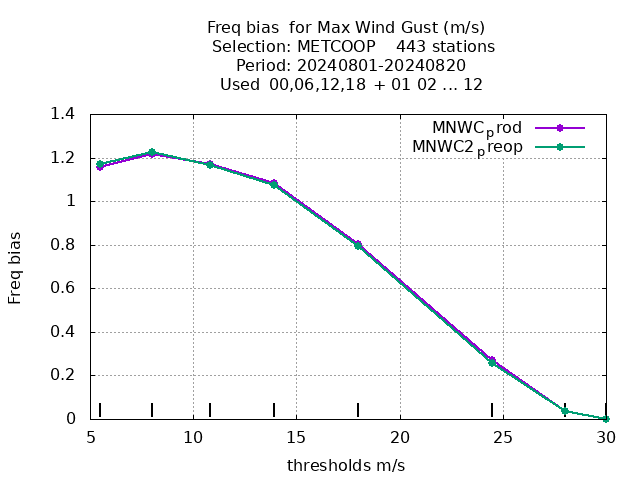 Freq bias  for Max Wind Gust (m/s)
Selection: METCOOP    443 stations
Period: 20240801-20240820
Used  00,06,12,18  + 01 02 ... 12
MNWCprod
MNWC2preop
1.4
1.2
1
0.8
0.6
0.4
0.2
0
Freq bias
5 10 15 20 25 30
thresholds m/s